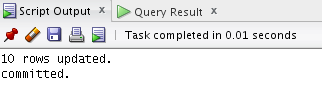 Script Output x Query Result x
Task completed in 0.01 seconds
10 rows updated.
committed.